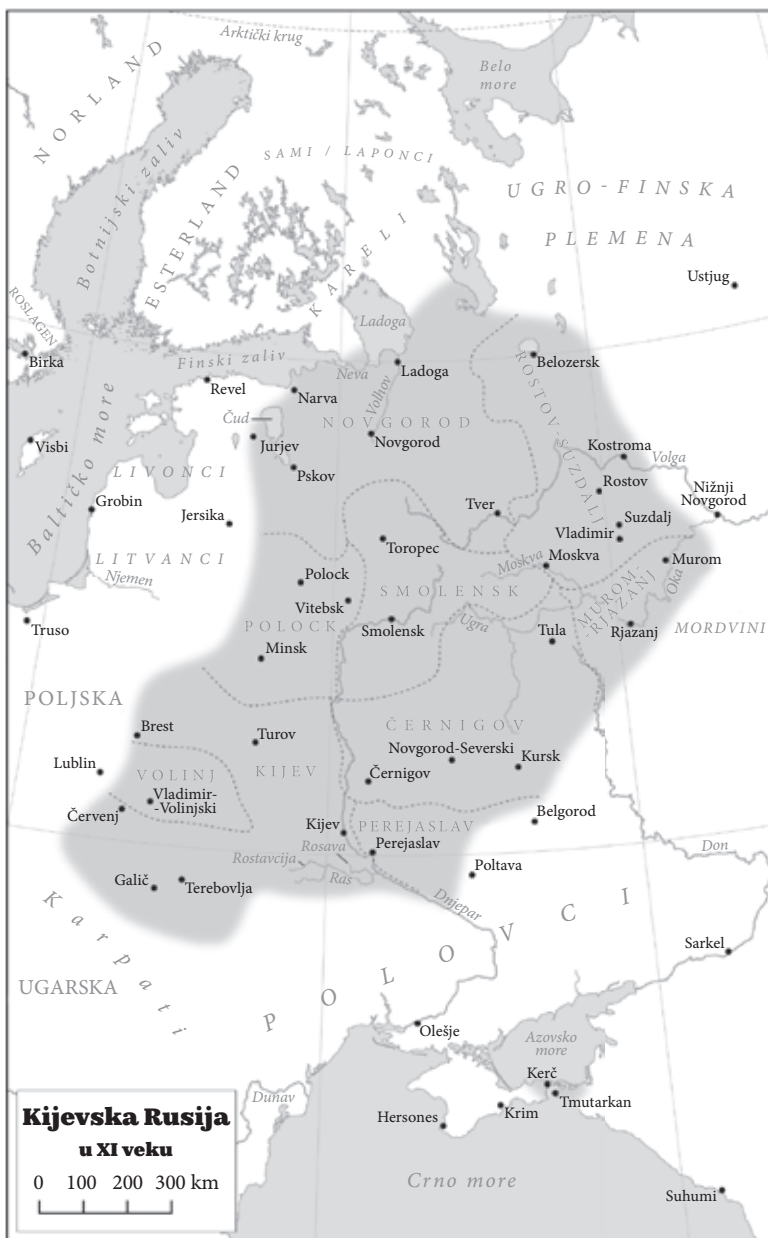 Arktički krug
Belo
more
NORLAND
Botnijski zaliv
SAMI / LAPONCI
ESTERLAND
KARELI
UGRO-FINSKA
PLEMENA
Ustjug
ROSLAGEN
Ladoga
Birka
Finski zaliv
Neva
Ladoga
Belozersk
Revel
Narva
Volhov
ROSTOV-SUZDALJ
Čud
NOVGOROD
Jurjev
Novgorod
Visbi
Baltičko more
LIVONCI
Pskov
Kostroma
Volga
Rostov
Nižnji
Novgorod
Grobin
Jersika
Tver
Suzdalj
Vladimir
Toropec
LITVANCI
Njemen
Moskva
Moskva
Murom
Polock
SMOLENSK
Vitebsk
MUROM-
-RJAZANJ
Oka
Truso
POLOCK
Smolensk
Ugra
Tula
Rjazanj
MORDVINI
Minsk
POLJSKA
Brest
Turov
ČERNIGOV
Novgorod-Severski
Kursk
Lublin
VOLINJ
KIJEV
Černigov
Vladimir-
-Volinjski
Červenj
Belgorod
Kijev
PEREJASLAV
Perejaslav
Rosava
Rostavcija
Ras
Don
Galič
Terebovlja
Poltava
Dnjepar
Karpati
POLOVCI
Sarkel
UGARSKA
Olešje
Azovsko
more
Kerč
Tmutarkan
Dunav
Krim
Hersones
Crno more
Suhumi
Kijevska Rusija
u XI veku
0 100 200 300 km